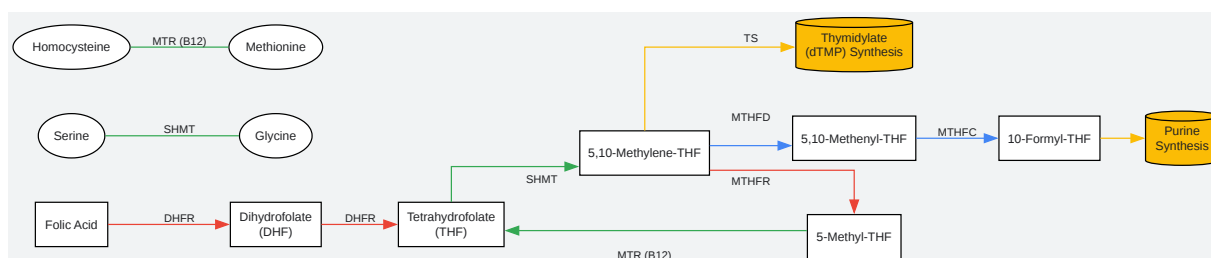 Homocysteine
MTR (B12)
Methionine
TS
Thymidylate
(dTMP) Synthesis
Serine
SHMT
Glycine
5,10-Methylene-THF
MTHFD
5,10-Methenyl-THF
MTHFC
10-Formyl-THF
Purine
Synthesis
SHMT
MTHFR
Folic Acid
DHFR
Dihydrofolate
(DHF)
DHFR
Tetrahydrofolate
(THF)
5-Methyl-THF
MTR (B12)